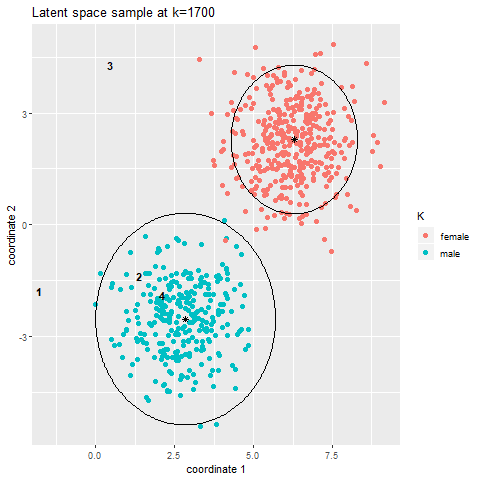 Latent space sample at k=1700
3
3
K
female
male
0
coordinate 2
2
1
4
-3
0.0 2.5 5.0 7.5
coordinate 1